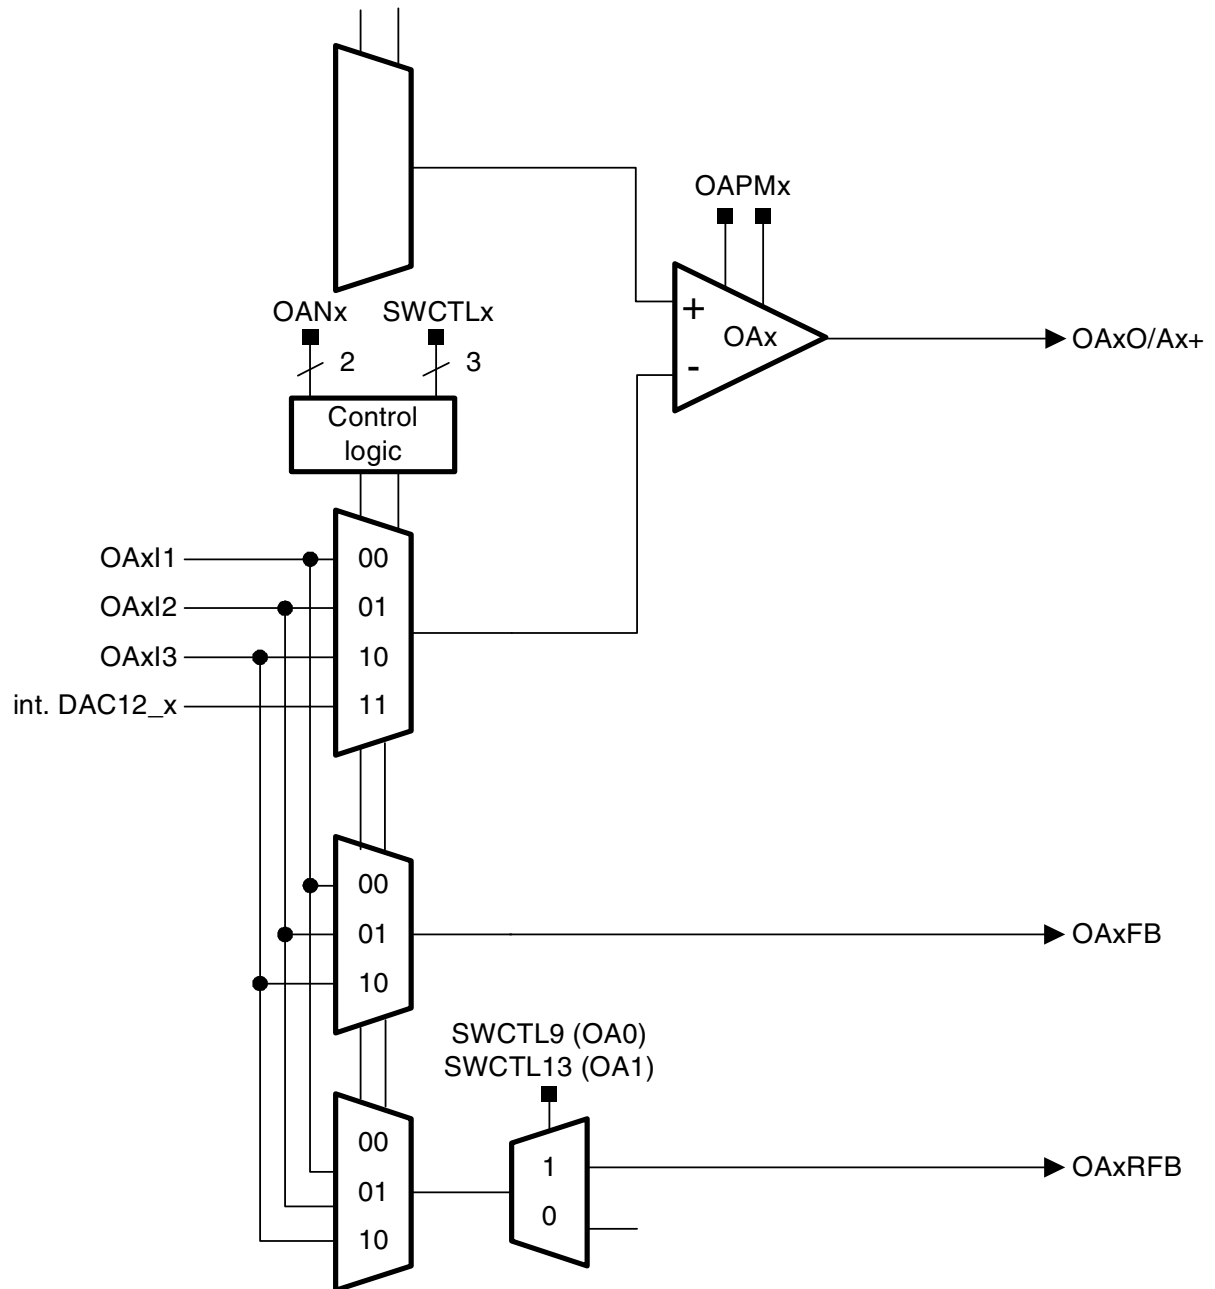 OAPMx
OANx
SWCTLx
2
3
+
OAx
-
OAxO/Ax+
Control
logic
OAxI1
00
OAxI2
01
OAxI3
10
int. DAC12_x
11
00
01
OAxFB
10
SWCTL9 (OA0)
SWCTL13 (OA1)
00
01
10
1
0
OAxRFB